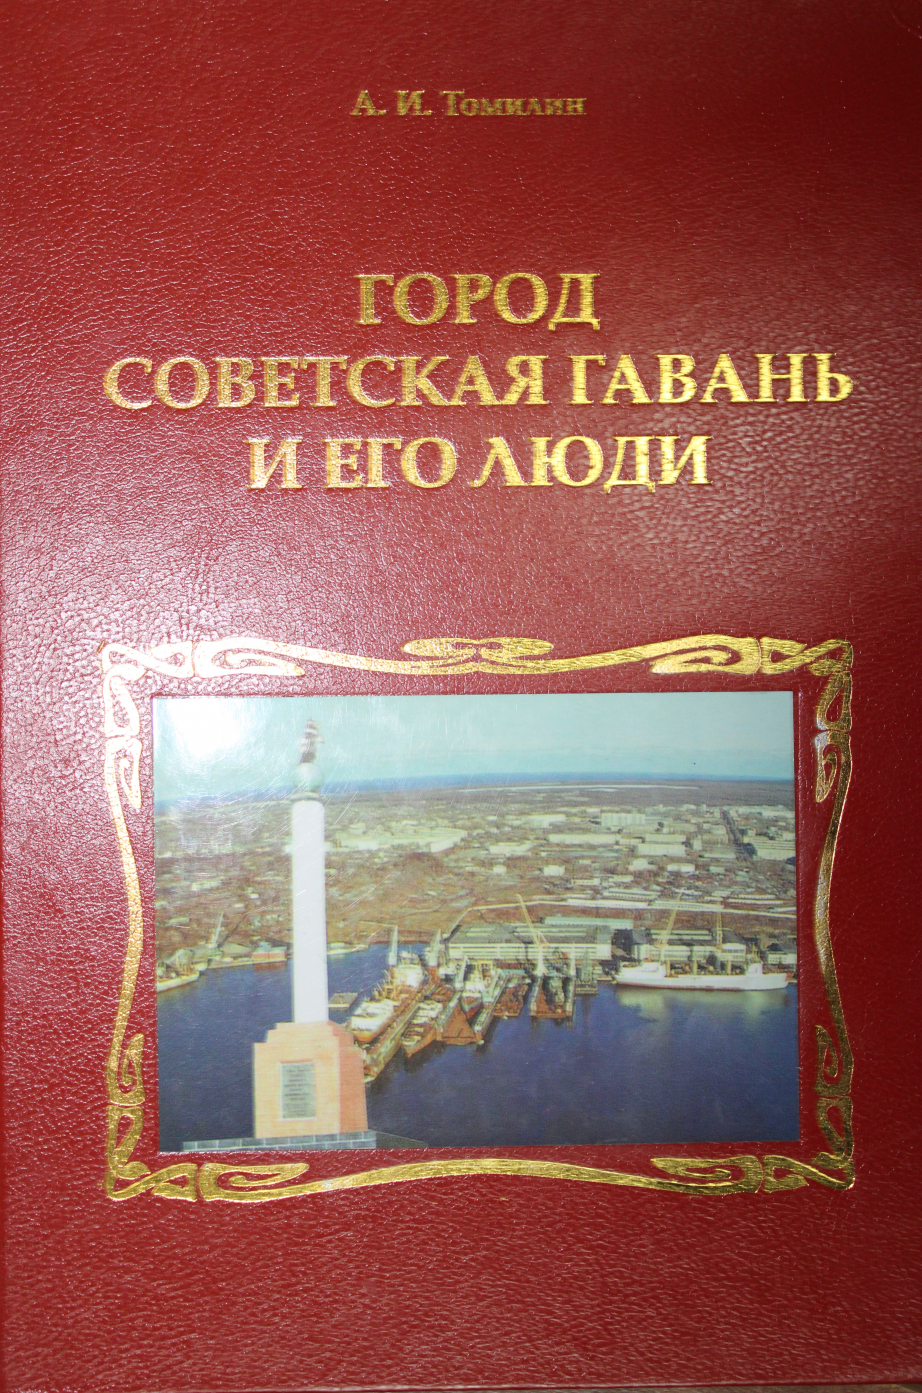 А. И. Томилин
ГОРОД
СОВЕТСКАЯ ГАВАНЬ
И ЕГО ЛЮДИ